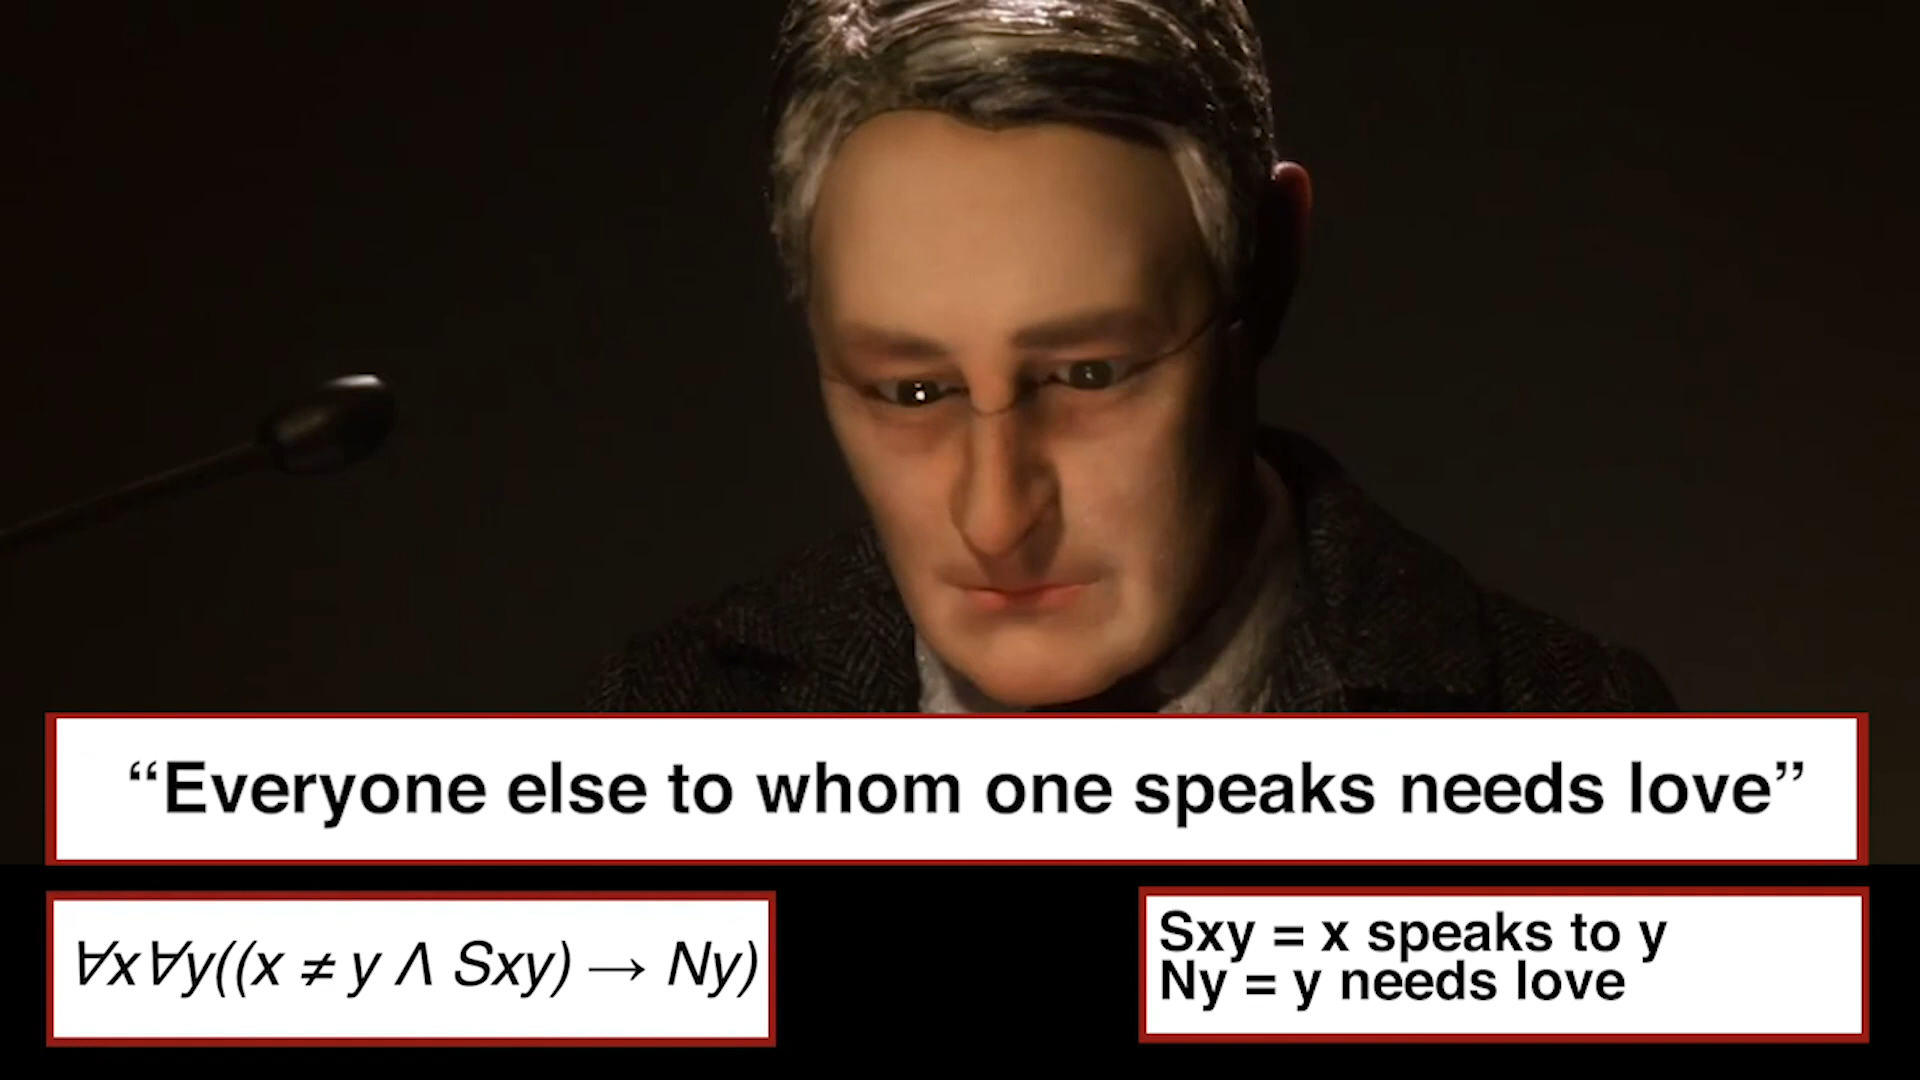 “Everyone else to whom one speaks needs love”
∀x∀y((x ≠ y Λ Sxy) → Ny)
Sxy = x speaks to y
Ny = y needs love